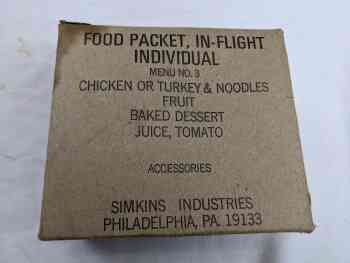 FOOD PACKET, IN-FLIGHT
INDIVIDUAL
MENU NO. 3
CHICKEN OR TURKEY & NOODLES
FRUIT
BAKED DESSERT
JUICE, TOMATO
ACCESSORIES
SIMKINS INDUSTRIES
PHILADELPHIA, PA. 19133